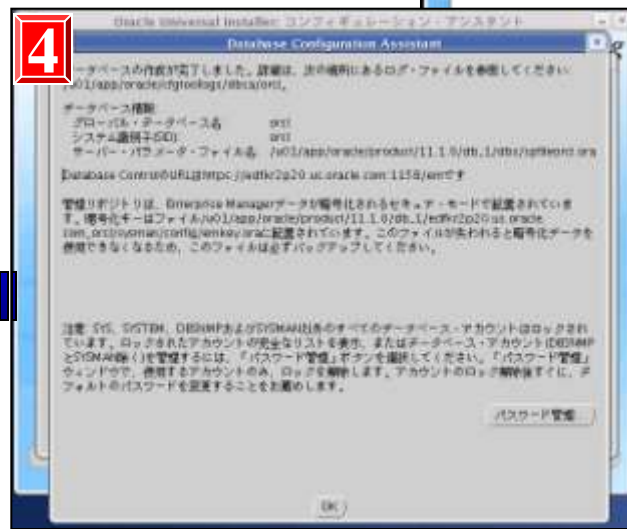 Oracle Universal Installer: コンフィギュレーション・アシスタント
Database Configuration Assistant
4
データベースの作成が完了しました。詳細は、次の場所にあるログ・ファイルを参照してください:
/u01/app/oracle/cfgtoollogs/dbca/orcl。
データベース情報:
グローバル・データベース名 orcl
システム識別子(SID) orcl
サーバー・パラメータ・ファイル名 /u01/app/oracle/product/11.1.0/db_1/dbs/spfileorcl.ora
Database ControlのURLはhttps://edtkr2p20.us.oracle.com:1158/emです
管理リポジトリは、Enterprise Managerデータが暗号化されるセキュア・モードで配置されていま
す。暗号化キーはファイル/u01/app/oracle/product/11.1.0/db_1/edtkr2p20.us.oracle.
com_orcl/sysman/config/emkey.oraに配置されています。このファイルが失われると暗号化データを
使用できなくなるため、このファイルは必ずバックアップしてください。
注意: SYS、SYSTEM、DBSNMPおよびSYSMAN以外のすべてのデータベース・アカウントはロックされ
ています。ロックされたアカウントの完全なリストを表示、またはデータベース・アカウント(DBSNMP
とSYSMAN除く)を管理するには、「パスワード管理」ボタンを選択してください。「パスワード管理」
ウィンドウで、使用するアカウントのみ、ロックを解除します。アカウントのロック解除後すぐに、デ
フォルトのパスワードを変更することをお薦めします。
パスワード管理...
OK